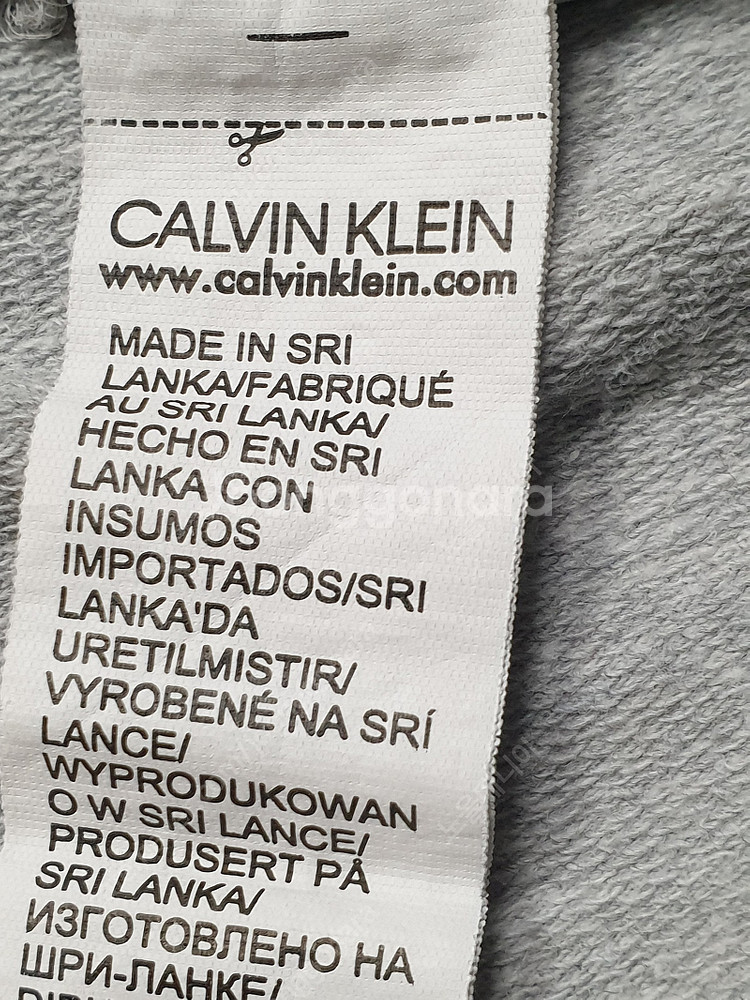 CALVIN KLEIN
www.calvinklein.com
MADE IN SRI
LANKA/FABRIQUÉ
AU SRI LANKA/
HECHO EN SRI
LANKA CON
INSUMOS
IMPORTADOS/SRI
LANKA'DA
URETILMISTIR/
VYROBENÉ NA SRÍ
LANCE/
WYPRODUKOWAN
O W SRI LANCE/
PRODUSERT PÅ
SRI LANKA/
ИЗГОТОВЛЕНО НА
ШРИ-ЛАНКЕ/